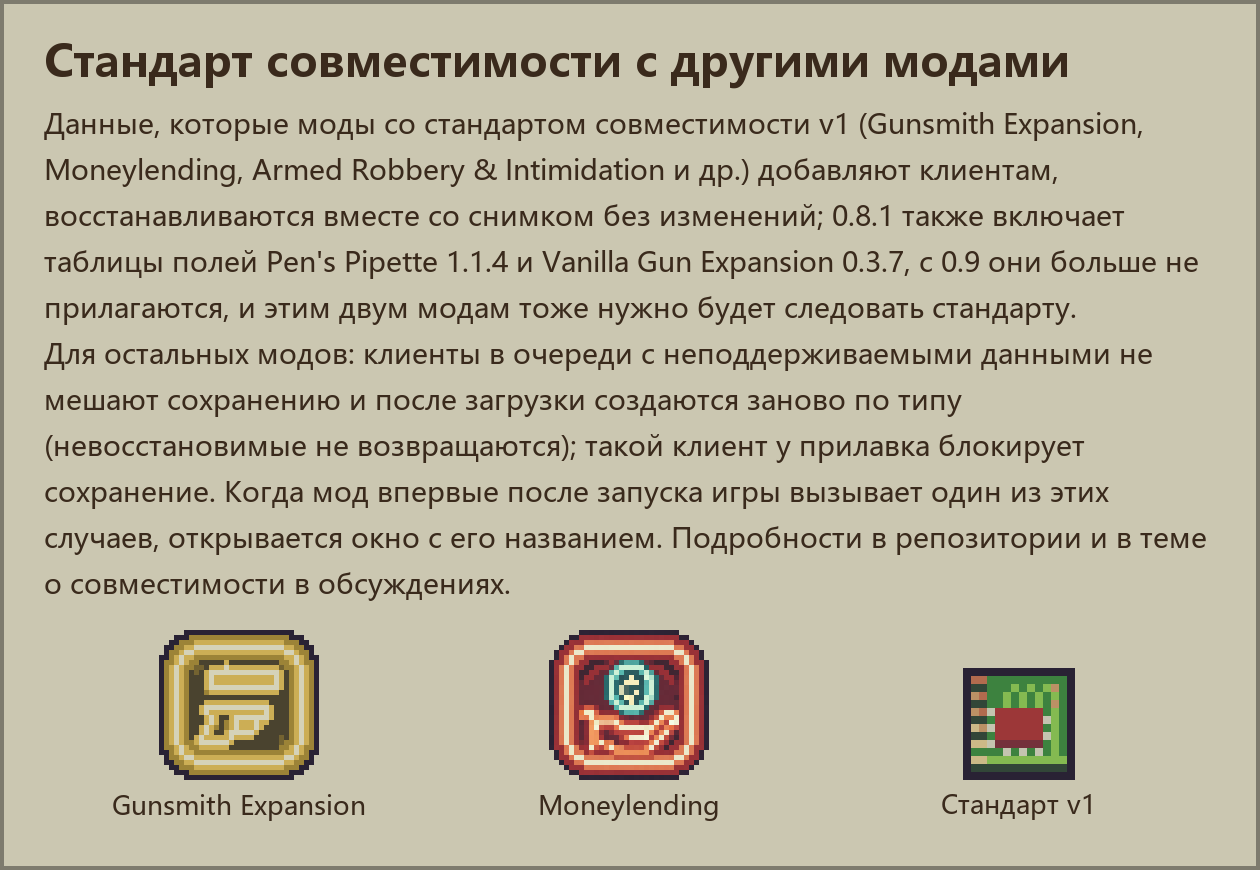 Стандарт совместимости с другими модами
Данные, которые моды со стандартом совместимости v1 (Gunsmith Expansion,
Moneylending, Armed Robbery & Intimidation и др.) добавляют клиентам,
восстанавливаются вместе со снимком без изменений; 0.8.1 также включает
таблицы полей Pen's Pipette 1.1.4 и Vanilla Gun Expansion 0.3.7, с 0.9 они больше не
прилагаются, и этим двум модам тоже нужно будет следовать стандарту.
Для остальных модов: клиенты в очереди с неподдерживаемыми данными не
мешают сохранению и после загрузки создаются заново по типу
(невосстановимые не возвращаются); такой клиент у прилавка блокирует
сохранение. Когда мод впервые после запуска игры вызывает один из этих
случаев, открывается окно с его названием. Подробности в репозитории и в теме
о совместимости в обсуждениях.
Gunsmith Expansion
Moneylending
Стандарт v1